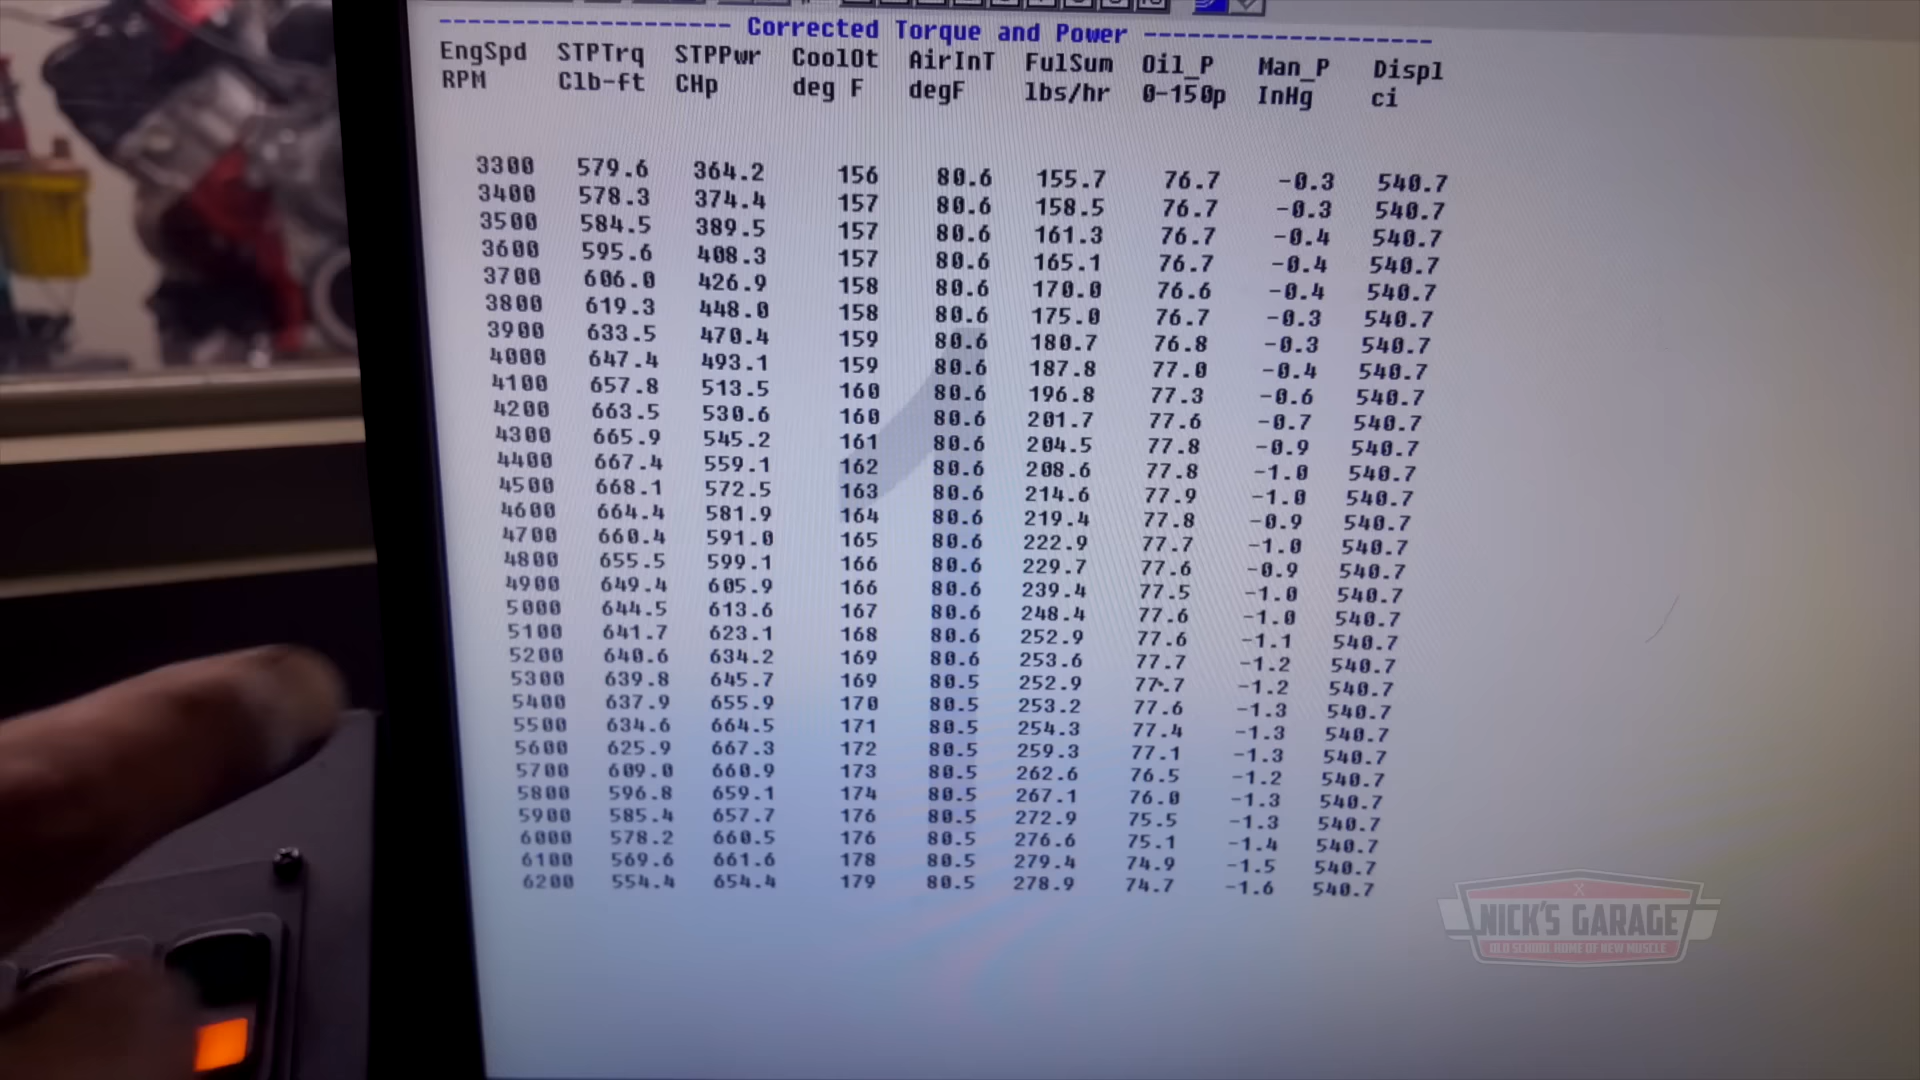 -------------------- Corrected Torque and Power --------------------
EngSpd STPTrq STPPwr CoolOt AirInT FulSum Oil_P Man_P Displ
RPM Clb-ft CHp deg F degF lbs/hr 0-150p InHg ci
3300 579.6 364.2 156 80.6 155.7 76.7 -0.3 540.7
3400 578.3 374.4 157 80.6 158.5 76.7 -0.3 540.7
3500 584.5 389.5 157 80.6 161.3 76.7 -0.4 540.7
3600 595.6 408.3 157 80.6 165.1 76.7 -0.4 540.7
3700 606.0 426.9 158 80.6 170.0 76.6 -0.4 540.7
3800 619.3 448.0 158 80.6 175.0 76.7 -0.3 540.7
3900 633.5 470.4 159 80.6 180.7 76.8 -0.3 540.7
4000 647.4 493.1 159 80.6 187.8 77.0 -0.4 540.7
4100 657.8 513.5 160 80.6 196.8 77.3 -0.6 540.7
4200 663.5 530.6 160 80.6 201.7 77.6 -0.7 540.7
4300 665.9 545.2 161 80.6 204.5 77.8 -0.9 540.7
4400 667.4 559.1 162 80.6 208.6 77.8 -1.0 540.7
4500 668.1 572.5 163 80.6 214.6 77.9 -1.0 540.7
4600 664.4 581.9 164 80.6 219.4 77.8 -0.9 540.7
4700 660.4 591.0 165 80.6 222.9 77.7 -1.0 540.7
4800 655.5 599.1 166 80.6 229.7 77.6 -0.9 540.7
4900 649.4 605.9 166 80.6 239.4 77.5 -1.0 540.7
5000 644.5 613.6 167 80.6 248.4 77.6 -1.0 540.7
5100 641.7 623.1 168 80.6 252.9 77.6 -1.1 540.7
5200 640.6 634.2 169 80.6 253.6 77.7 -1.2 540.7
5300 639.8 645.7 169 80.5 252.9 77.7 -1.2 540.7
5400 637.9 655.9 170 80.5 253.2 77.6 -1.3 540.7
5500 634.6 664.5 171 80.5 254.3 77.4 -1.3 540.7
5600 625.9 667.3 172 80.5 259.3 77.1 -1.3 540.7
5700 609.0 660.9 173 80.5 262.6 76.5 -1.2 540.7
5800 596.8 659.1 174 80.5 267.1 76.0 -1.3 540.7
5900 585.4 657.7 176 80.5 272.9 75.5 -1.3 540.7
6000 578.2 660.5 176 80.5 276.6 75.1 -1.4 540.7
6100 569.6 661.6 178 80.5 279.4 74.9 -1.5 540.7
6200 554.4 654.4 179 80.5 278.9 74.7 -1.6 540.7
NICK'S GARAGE
OLD SCHOOL HOME OF NEW MUSCLE